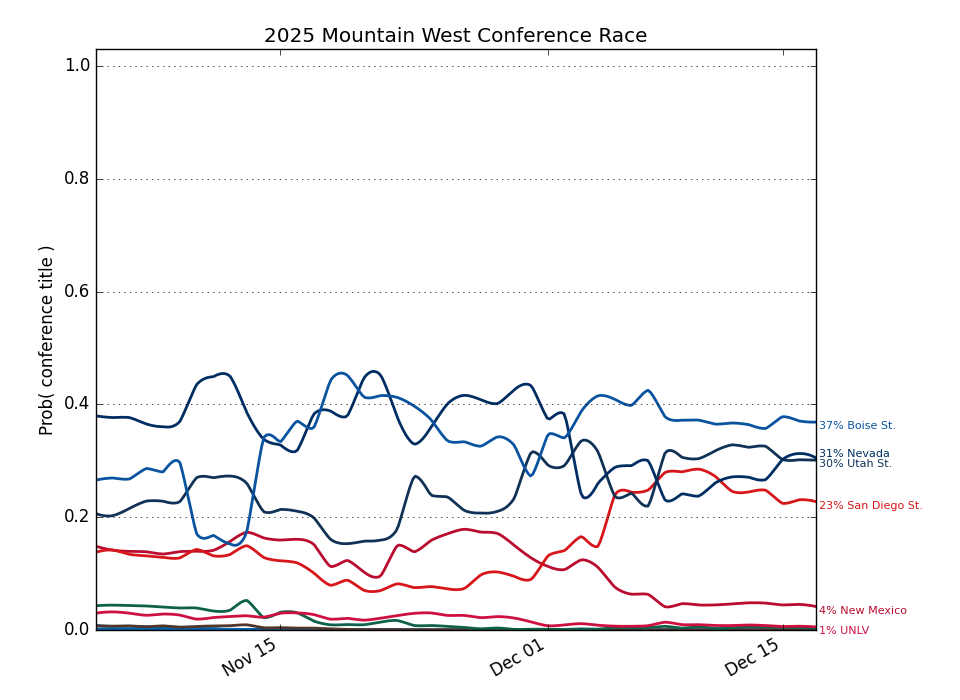 2025 Mountain West Conference Race
Prob( conference title )
1.0
0.8
0.6
0.4
0.2
0.0
Nov 15
Dec 01
Dec 15
37% Boise St.
31% Nevada
30% Utah St.
23% San Diego St.
4% New Mexico
1% UNLV